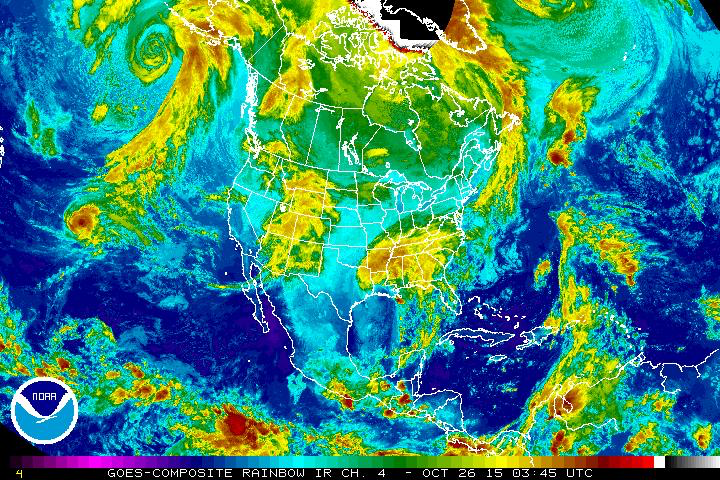 NOAA
4 GOES-COMPOSITE RAINBOW IR CH. 4 - OCT 26 15 03:45 UTC